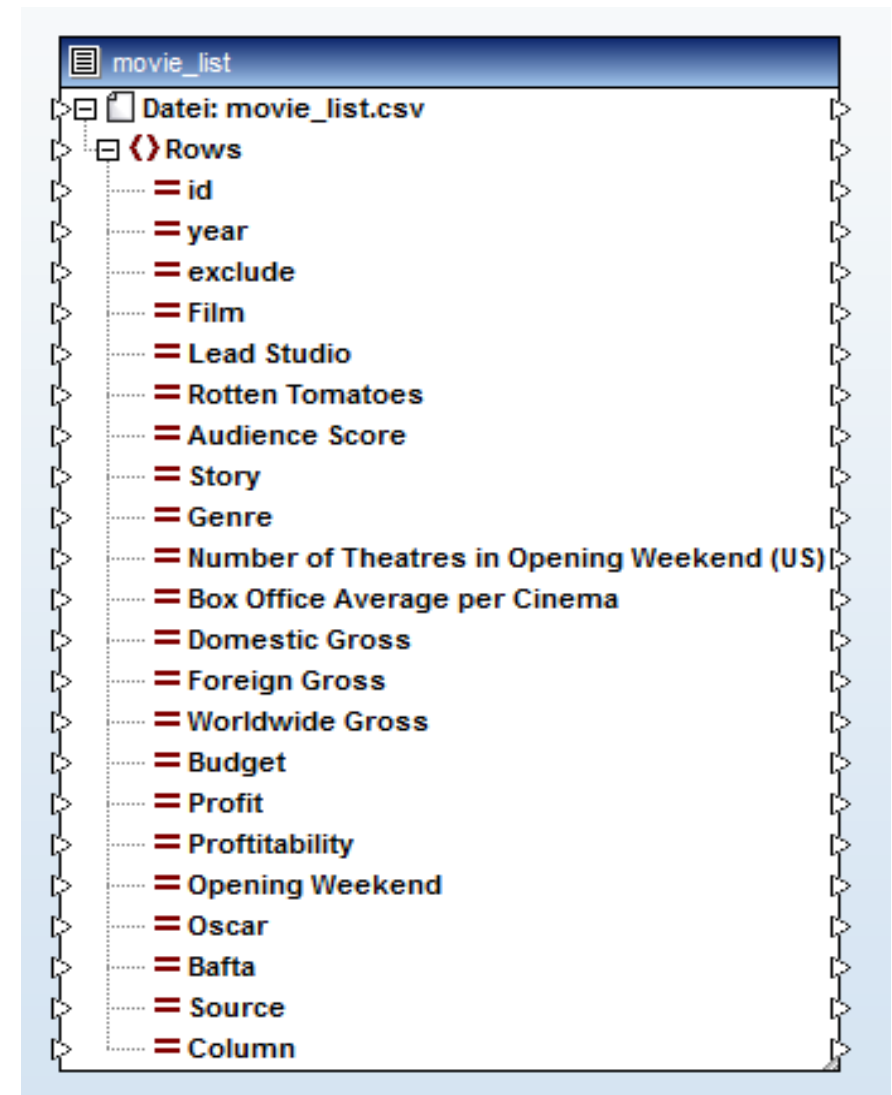 movie_list
Datei: movie_list.csv
Rows
id
year
exclude
Film
Lead Studio
Rotten Tomatoes
Audience Score
Story
Genre
Number of Theatres in Opening Weekend (US)
Box Office Average per Cinema
Domestic Gross
Foreign Gross
Worldwide Gross
Budget
Profit
Proftitability
Opening Weekend
Oscar
Bafta
Source
Column